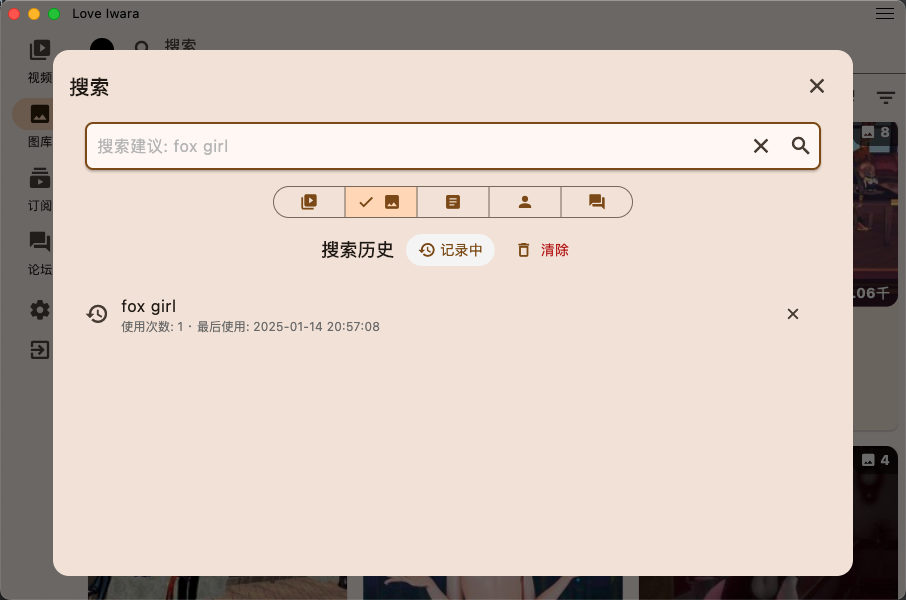 Love Iwara
搜索
视频
图库
订阅
论坛
8
.06千
4
搜索
搜索建议: fox girl
搜索历史
记录中
清除
fox girl
使用次数: 1 · 最后使用: 2025-01-14 20:57:08